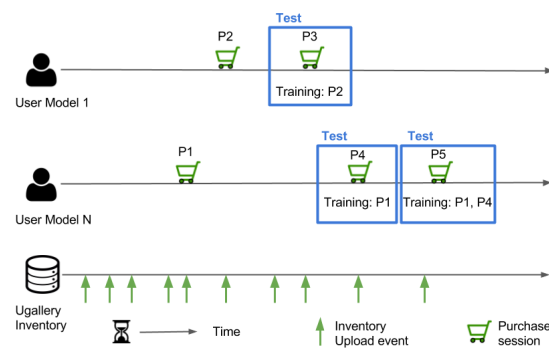 Test
P2
P3
Training: P2
User Model 1
Test
Test
P1
P4
P5
Training: P1
Training: P1, P4
User Model N
Ugallery
Inventory
Time
Inventory
Upload event
Purchase
session